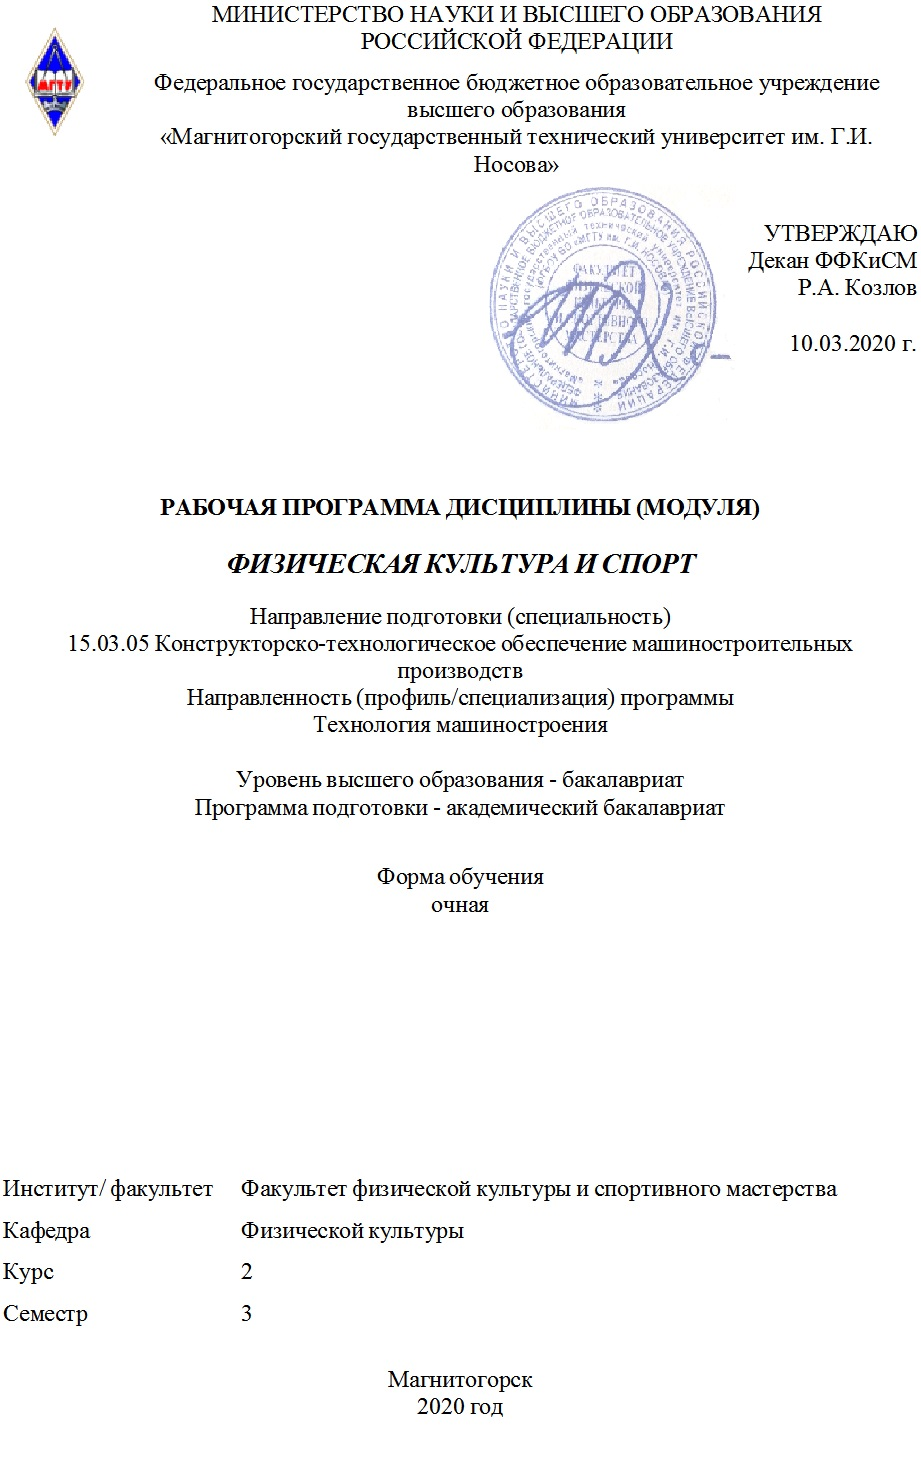 МИНИСТЕРСТВО НАУКИ И ВЫСШЕГО ОБРАЗОВАНИЯ
РОССИЙСКОЙ ФЕДЕРАЦИИ
МГТУ
Федеральное государственное бюджетное образовательное учреждение
высшего образования
«Магнитогорский государственный технический университет им. Г.И.
Носова»
УТВЕРЖДАЮ
Декан ФФКиСМ
Р.А. Козлов
10.03.2020 г.
ФАКУЛЬТЕТ
РАБОЧАЯ ПРОГРАММА ДИСЦИПЛИНЫ (МОДУЛЯ)
ФИЗИЧЕСКАЯ КУЛЬТУРА И СПОРТ
Направление подготовки (специальность)
15.03.05 Конструкторско-технологическое обеспечение машиностроительных
производств
Направленность (профиль/специализация) программы
Технология машиностроения
Уровень высшего образования - бакалавриат
Программа подготовки - академический бакалавриат
Форма обучения
очная
Институт/ факультет Факультет физической культуры и спортивного мастерства
Кафедра Физической культуры
Курс 2
Семестр 3
Магнитогорск
2020 год